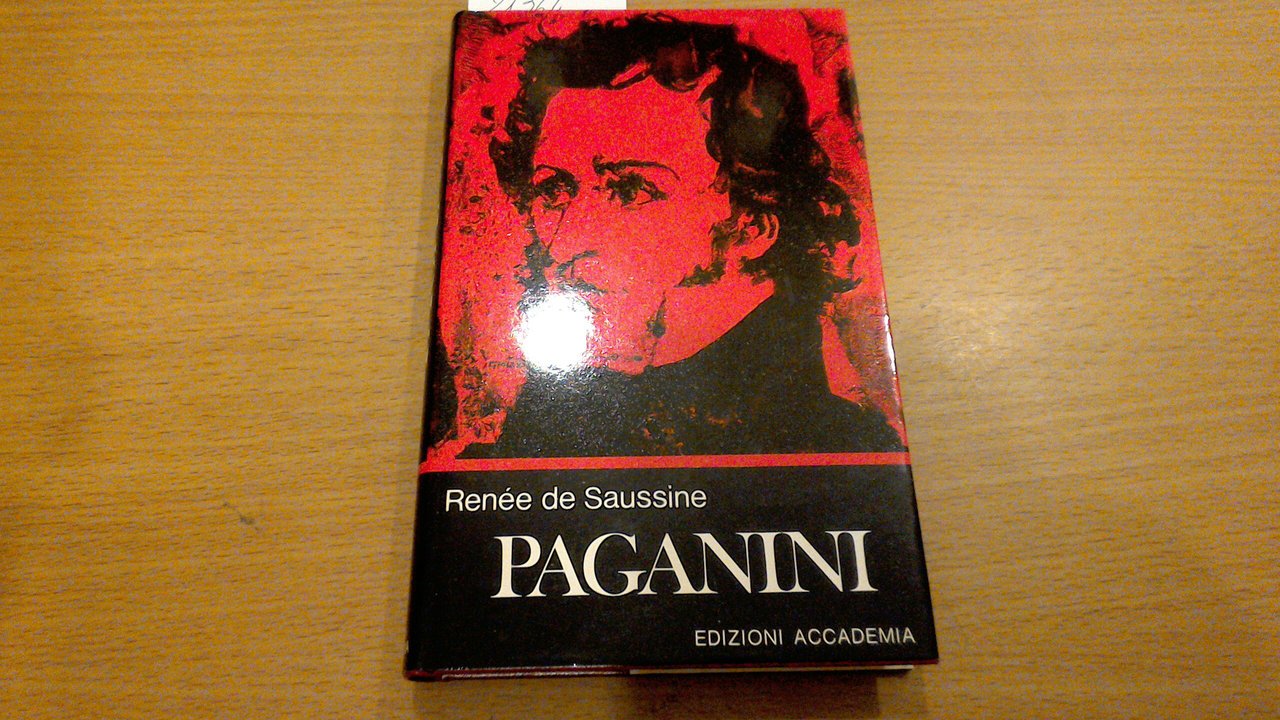 Renée de Saussine
PAGANINI
EDIZIONI ACCADEMIA